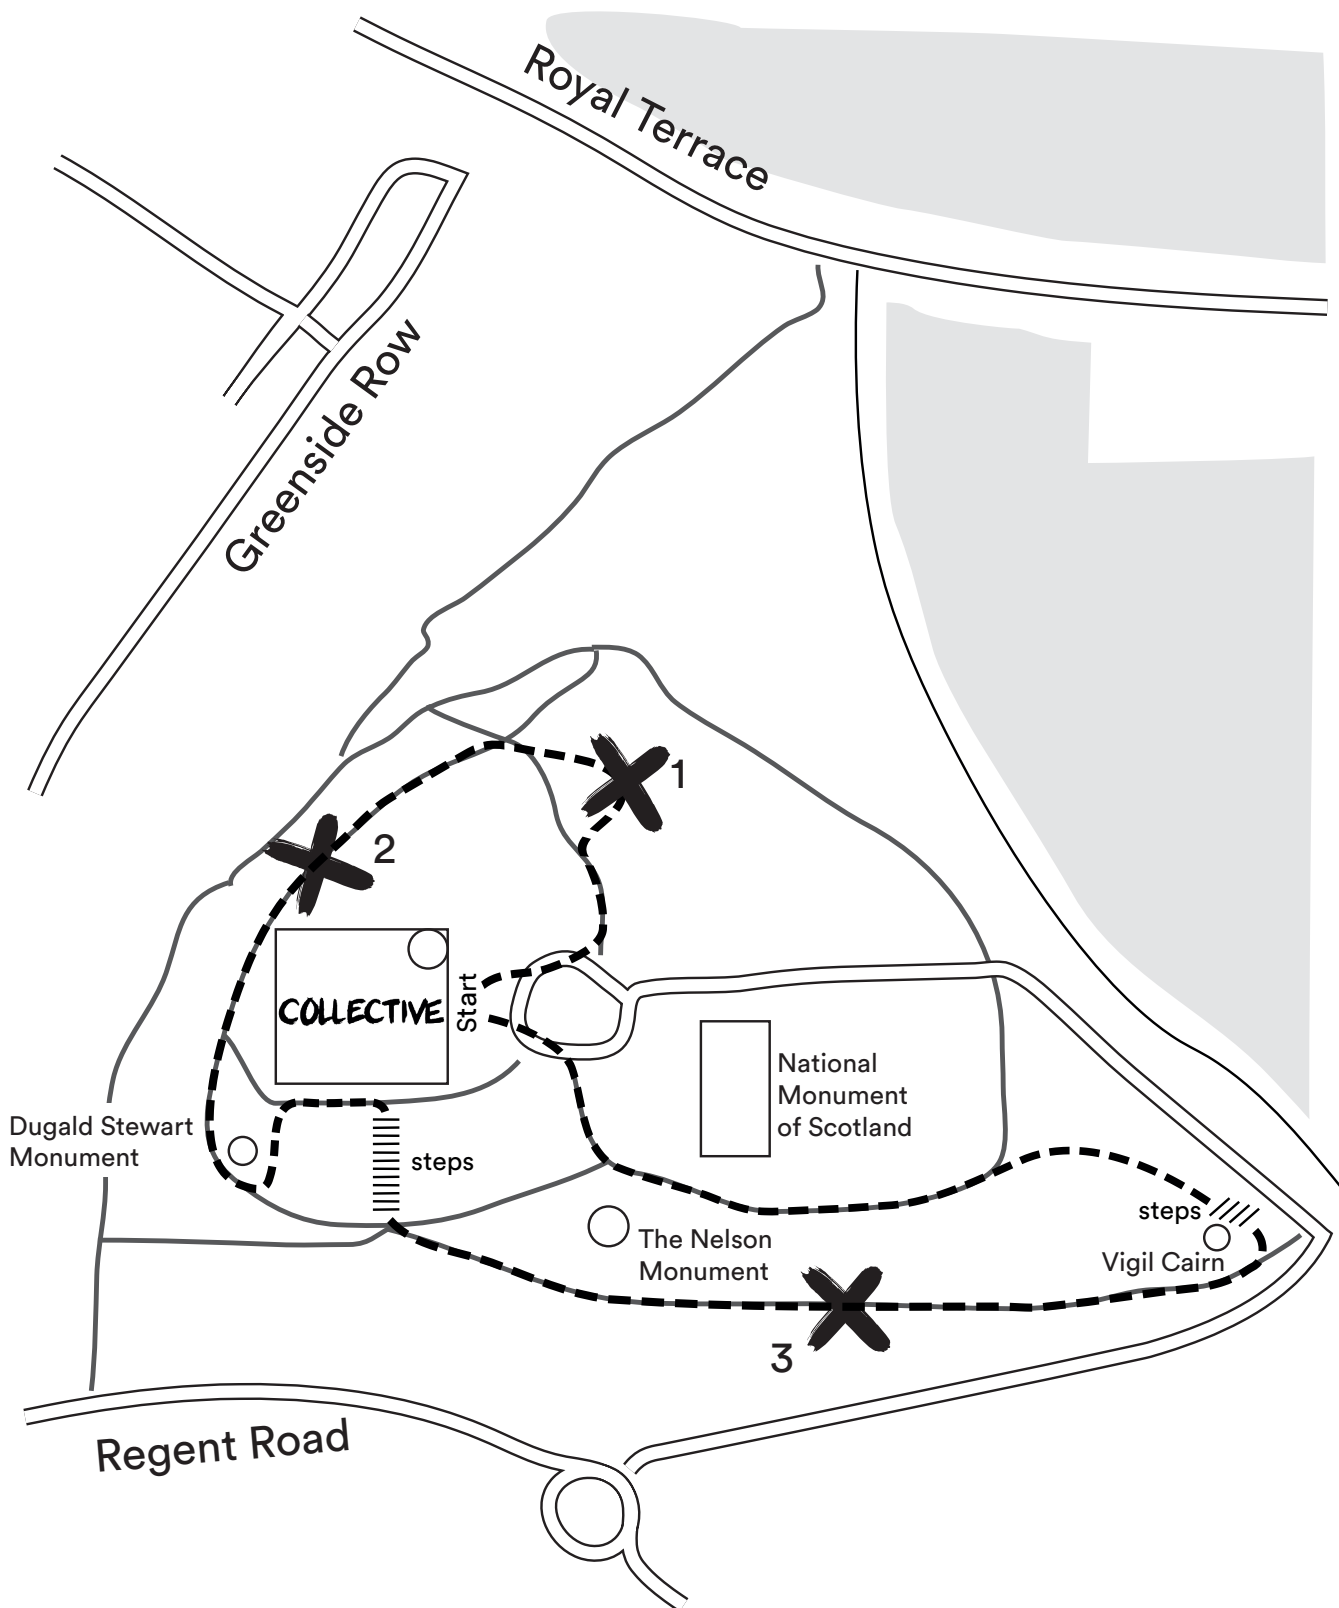 Royal Terrace
Greenside Row
1
2
COLLECTIVE
Start
National
Monument
of Scotland
Dugald Stewart
Monument
steps
steps
The Nelson
Monument
Vigil Cairn
3
Regent Road